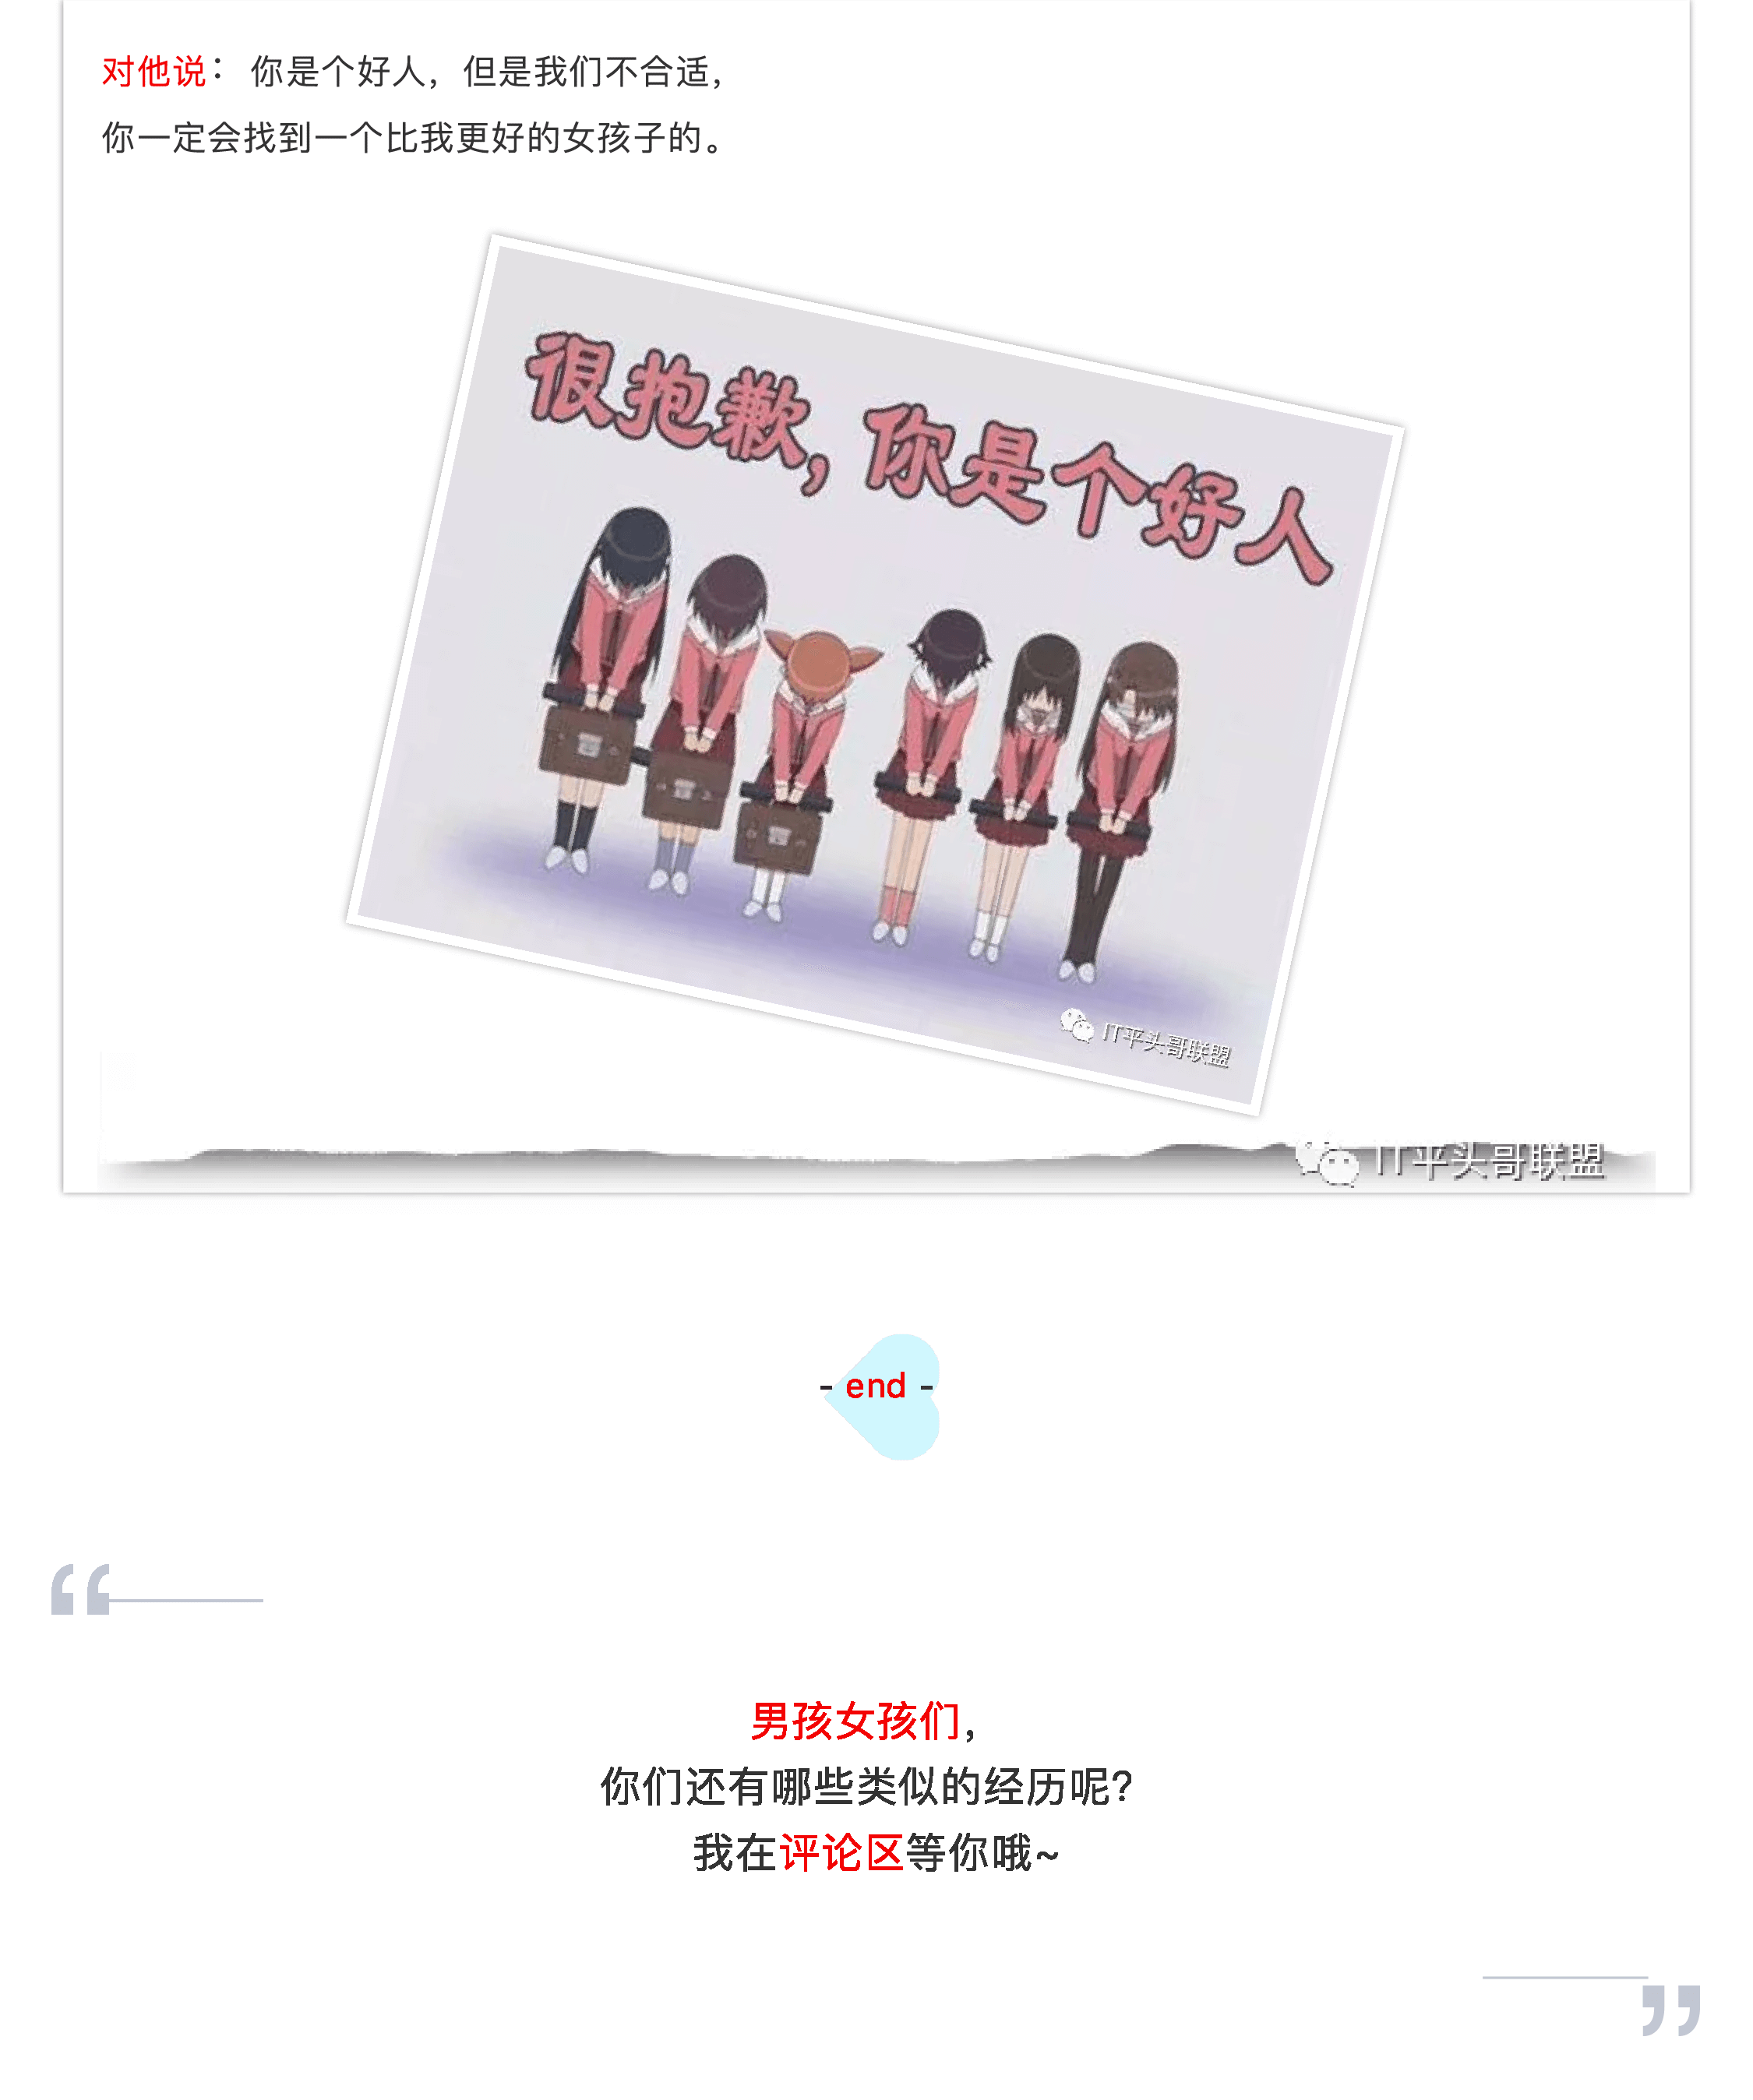 对他说： 你是个好人，但是我们不合适，
你一定会找到一个比我更好的女孩子的。
很抱歉，你是个好人
IT平头哥联盟
IT平头哥联盟
- end -
男孩女孩们，
你们还有哪些类似的经历呢？
我在评论区等你哦~